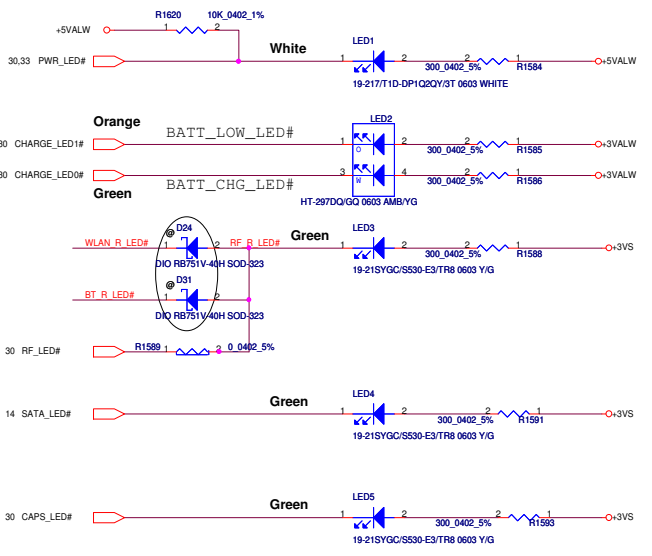 R1620 10K_0402_1%
+5VALW 1 2
30,33 PWR_LED# White LED1 1 2 2 1 +5VALW
300_0402_5% R1584
19-217/T1D-DP1Q2QY/3T 0603 WHITE
Orange LED2
30 CHARGE_LED1# BATT_LOW_LED# 1 O 2 2 1 +3VALW
300_0402_5% R1585
30 CHARGE_LED0# BATT_CHG_LED# 3 W 4 2 1 +3VALW
300_0402_5% R1586
Green
HT-297DQ/GQ 0603 AMB/YG
@ D24 LED3
WLAN_R_LED# 1 2 RF_R_LED# Green 1 2 2 1 +3VS
300_0402_5% R1588
DIO RB751V-40H SOD-323 19-21SYGC/S530-E3/TR8 0603 Y/G
@ D31
BT_R_LED# 1 2
DIO RB751V-40H SOD-323
30 RF_LED# R1589 1 2 0_0402_5%
Green LED4
14 SATA_LED# 1 2 2 1 +3VS
300_0402_5% R1591
19-21SYGC/S530-E3/TR8 0603 Y/G
Green LED5
30 CAPS_LED# 1 2 2 1 +3VS
300_0402_5% R1593
19-21SYGC/S530-E3/TR8 0603 Y/G